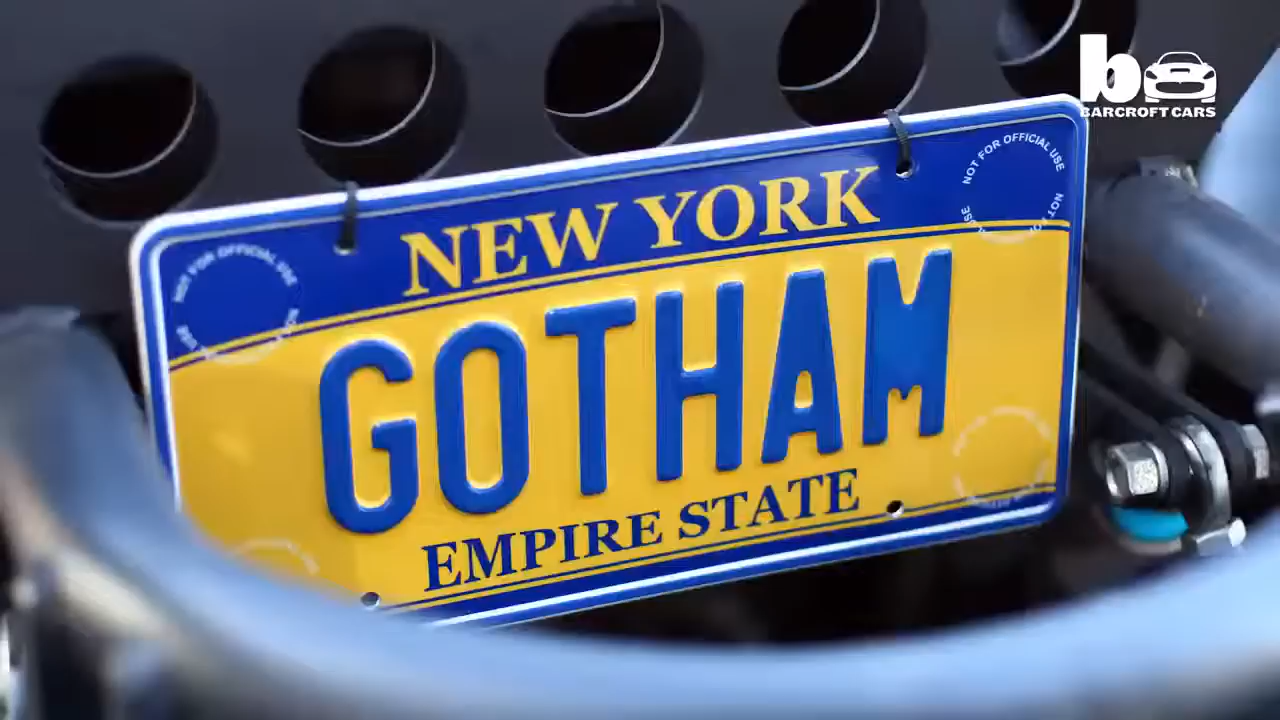 b
BARCROFT CARS
NOT FOR OFFICIAL USE
NEW YORK
NOT FOR OFFICIAL USE
GOTHAM
EMPIRE STATE